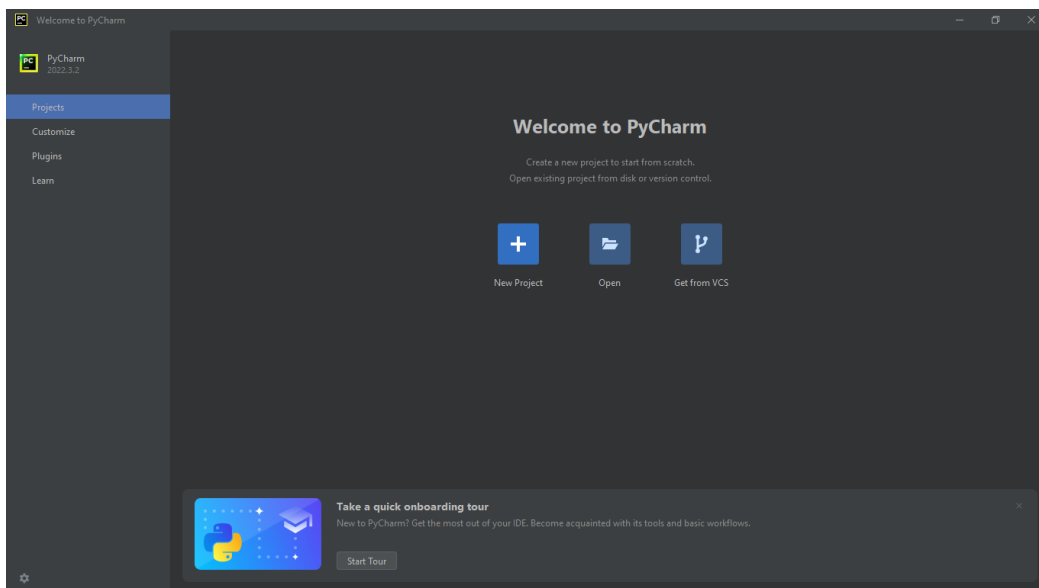 PC
Welcome to PyCharm
PC
PyCharm
2022.3.2
Projects
Customize
Plugins
Learn
Welcome to PyCharm
Create a new project to start from scratch.
Open existing project from disk or version control.
New Project
Open
Get from VCS
Take a quick onboarding tour
New to PyCharm? Get the most out of your IDE. Become acquainted with its tools and basic workflows.
Start Tour